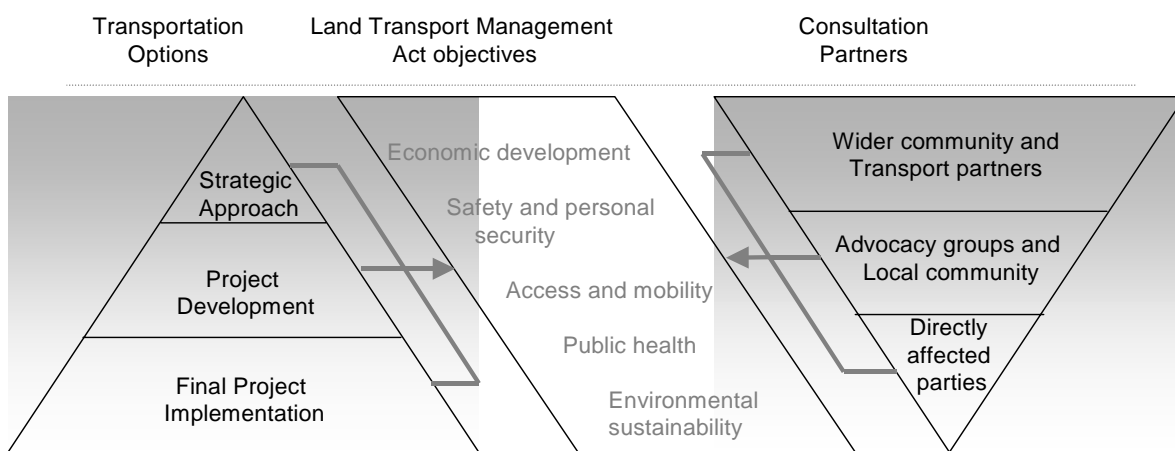 Transportation
Options
Land Transport Management
Act objectives
Consultation
Partners
Strategic
Approach
Project
Development
Final Project
Implementation
Economic development
Safety and personal
security
Access and mobility
Public health
Environmental
sustainability
Wider community and
Transport partners
Advocacy groups and
Local community
Directly
affected
parties